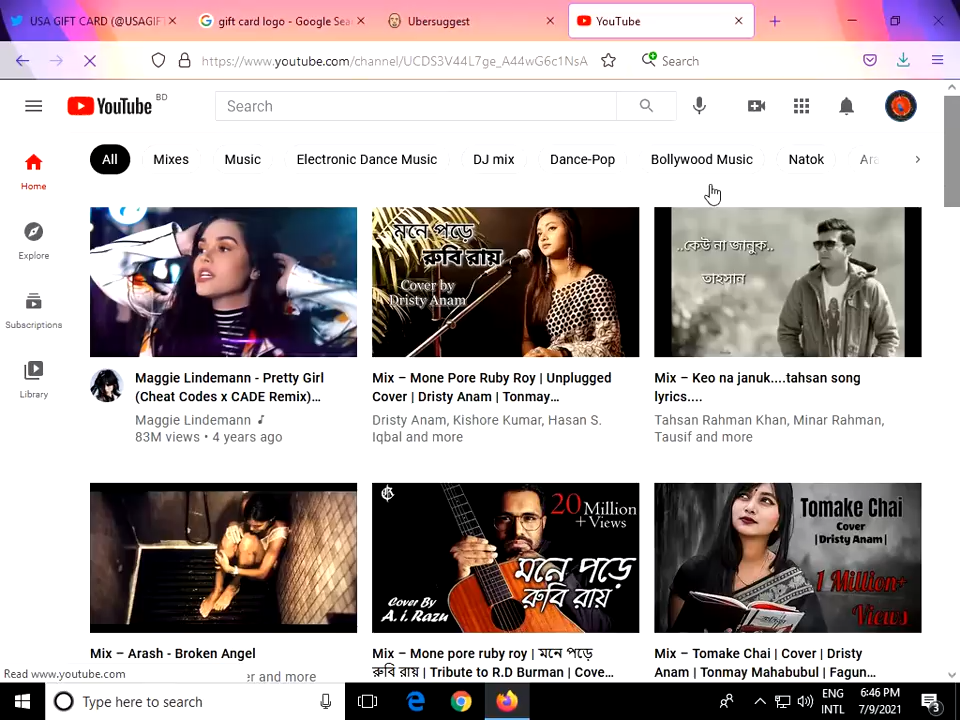 USA GIFT CARD (@USAGIF
gift card logo - Google Sea
Ubersuggest
YouTube
https://www.youtube.com/channel/UCDS3V44L7ge_A44wG6c1NsA
Search
YouTube BD
Search
All Mixes Music Electronic Dance Music DJ mix Dance-Pop Bollywood Music Natok Ara
Home
Explore
Subscriptions
Library
মনে পড়ে
রুবি রায়
Cover by
Dristy Anam
..কেউ না জানুক..
তাহসান
Maggie Lindemann - Pretty Girl
(Cheat Codes x CADE Remix)...
Maggie Lindemann
83M views • 4 years ago
Mix – Mone Pore Ruby Roy | Unplugged
Cover | Dristy Anam | Tonmay...
Dristy Anam, Kishore Kumar, Hasan S.
Iqbal and more
Mix – Keo na januk....tahsan song
lyrics....
Tahsan Rahman Khan, Minar Rahman,
Tausif and more
20 Million
+Views
মনে পড়ে
রুবি রায়
Cover By
A. I. Razu
Tomake Chai
Cover
|Dristy Anam|
1 Million+
Views
Mix – Arash - Broken Angel
er and more
Mix – Mone pore ruby roy | মনে পড়ে
রুবি রায় | Tribute to R.D Burman | Cove...
Mix – Tomake Chai | Cover | Dristy
Anam | Tonmay Mahabubul | Fagun...
Read www.youtube.com
Type here to search
ENG
INTL
6:46 PM
7/9/2021
3